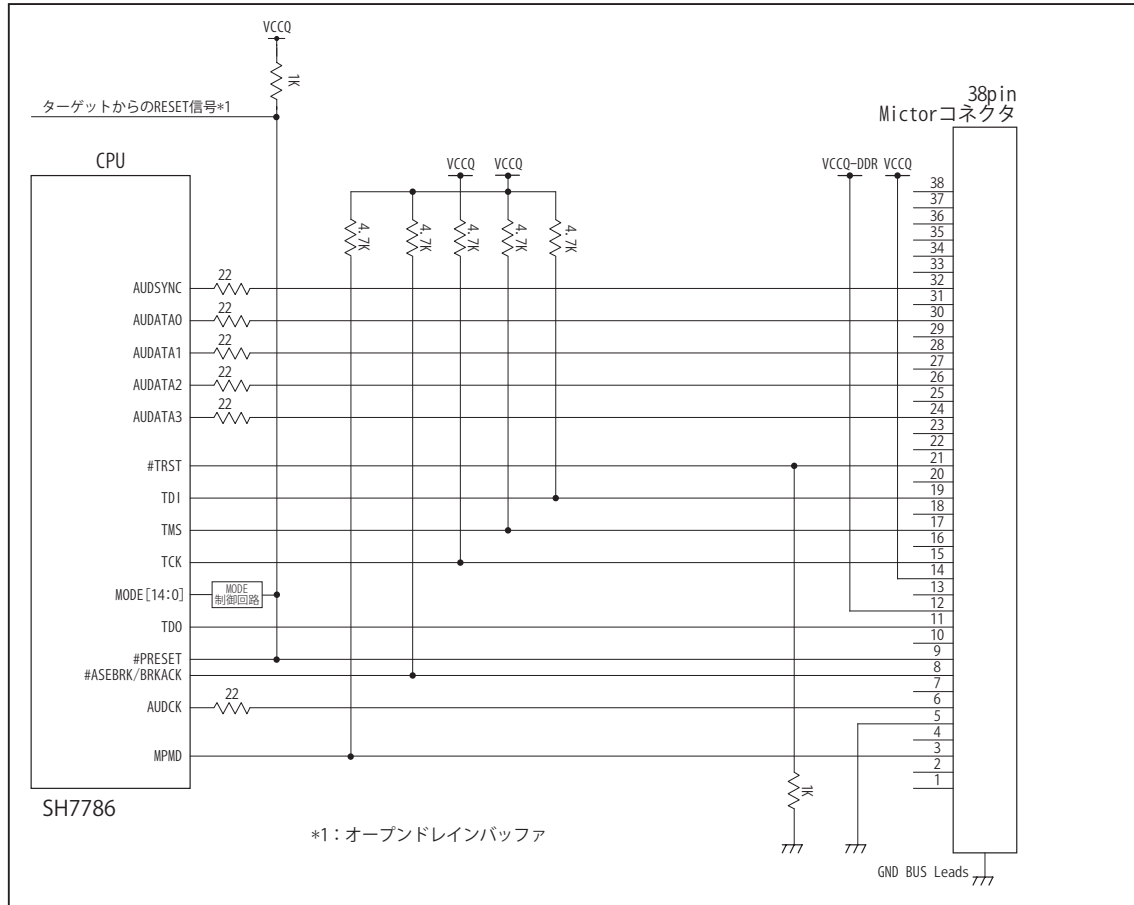 VCCQ
1K
ターゲットからのRESET信号*1
38pin
Mictorコネクタ
CPU
VCCQ
VCCQ
VCCQ-DDR
VCCQ
4.7K
4.7K
4.7K
4.7K
4.7K
AUDSYNC
22
AUDATA0
22
AUDATA1
22
AUDATA2
22
AUDATA3
22
#TRST
TDI
TMS
TCK
MODE[14:0]
MODE
制御回路
TDO
#PRESET
#ASEBRK/BRKACK
AUDCK
22
MPMD
38
37
36
35
34
33
32
31
30
29
28
27
26
25
24
23
22
21
20
19
18
17
16
15
14
13
12
11
10
9
8
7
6
5
4
3
2
1
1K
SH7786
*1：オープンドレインバッファ
GND BUS Leads